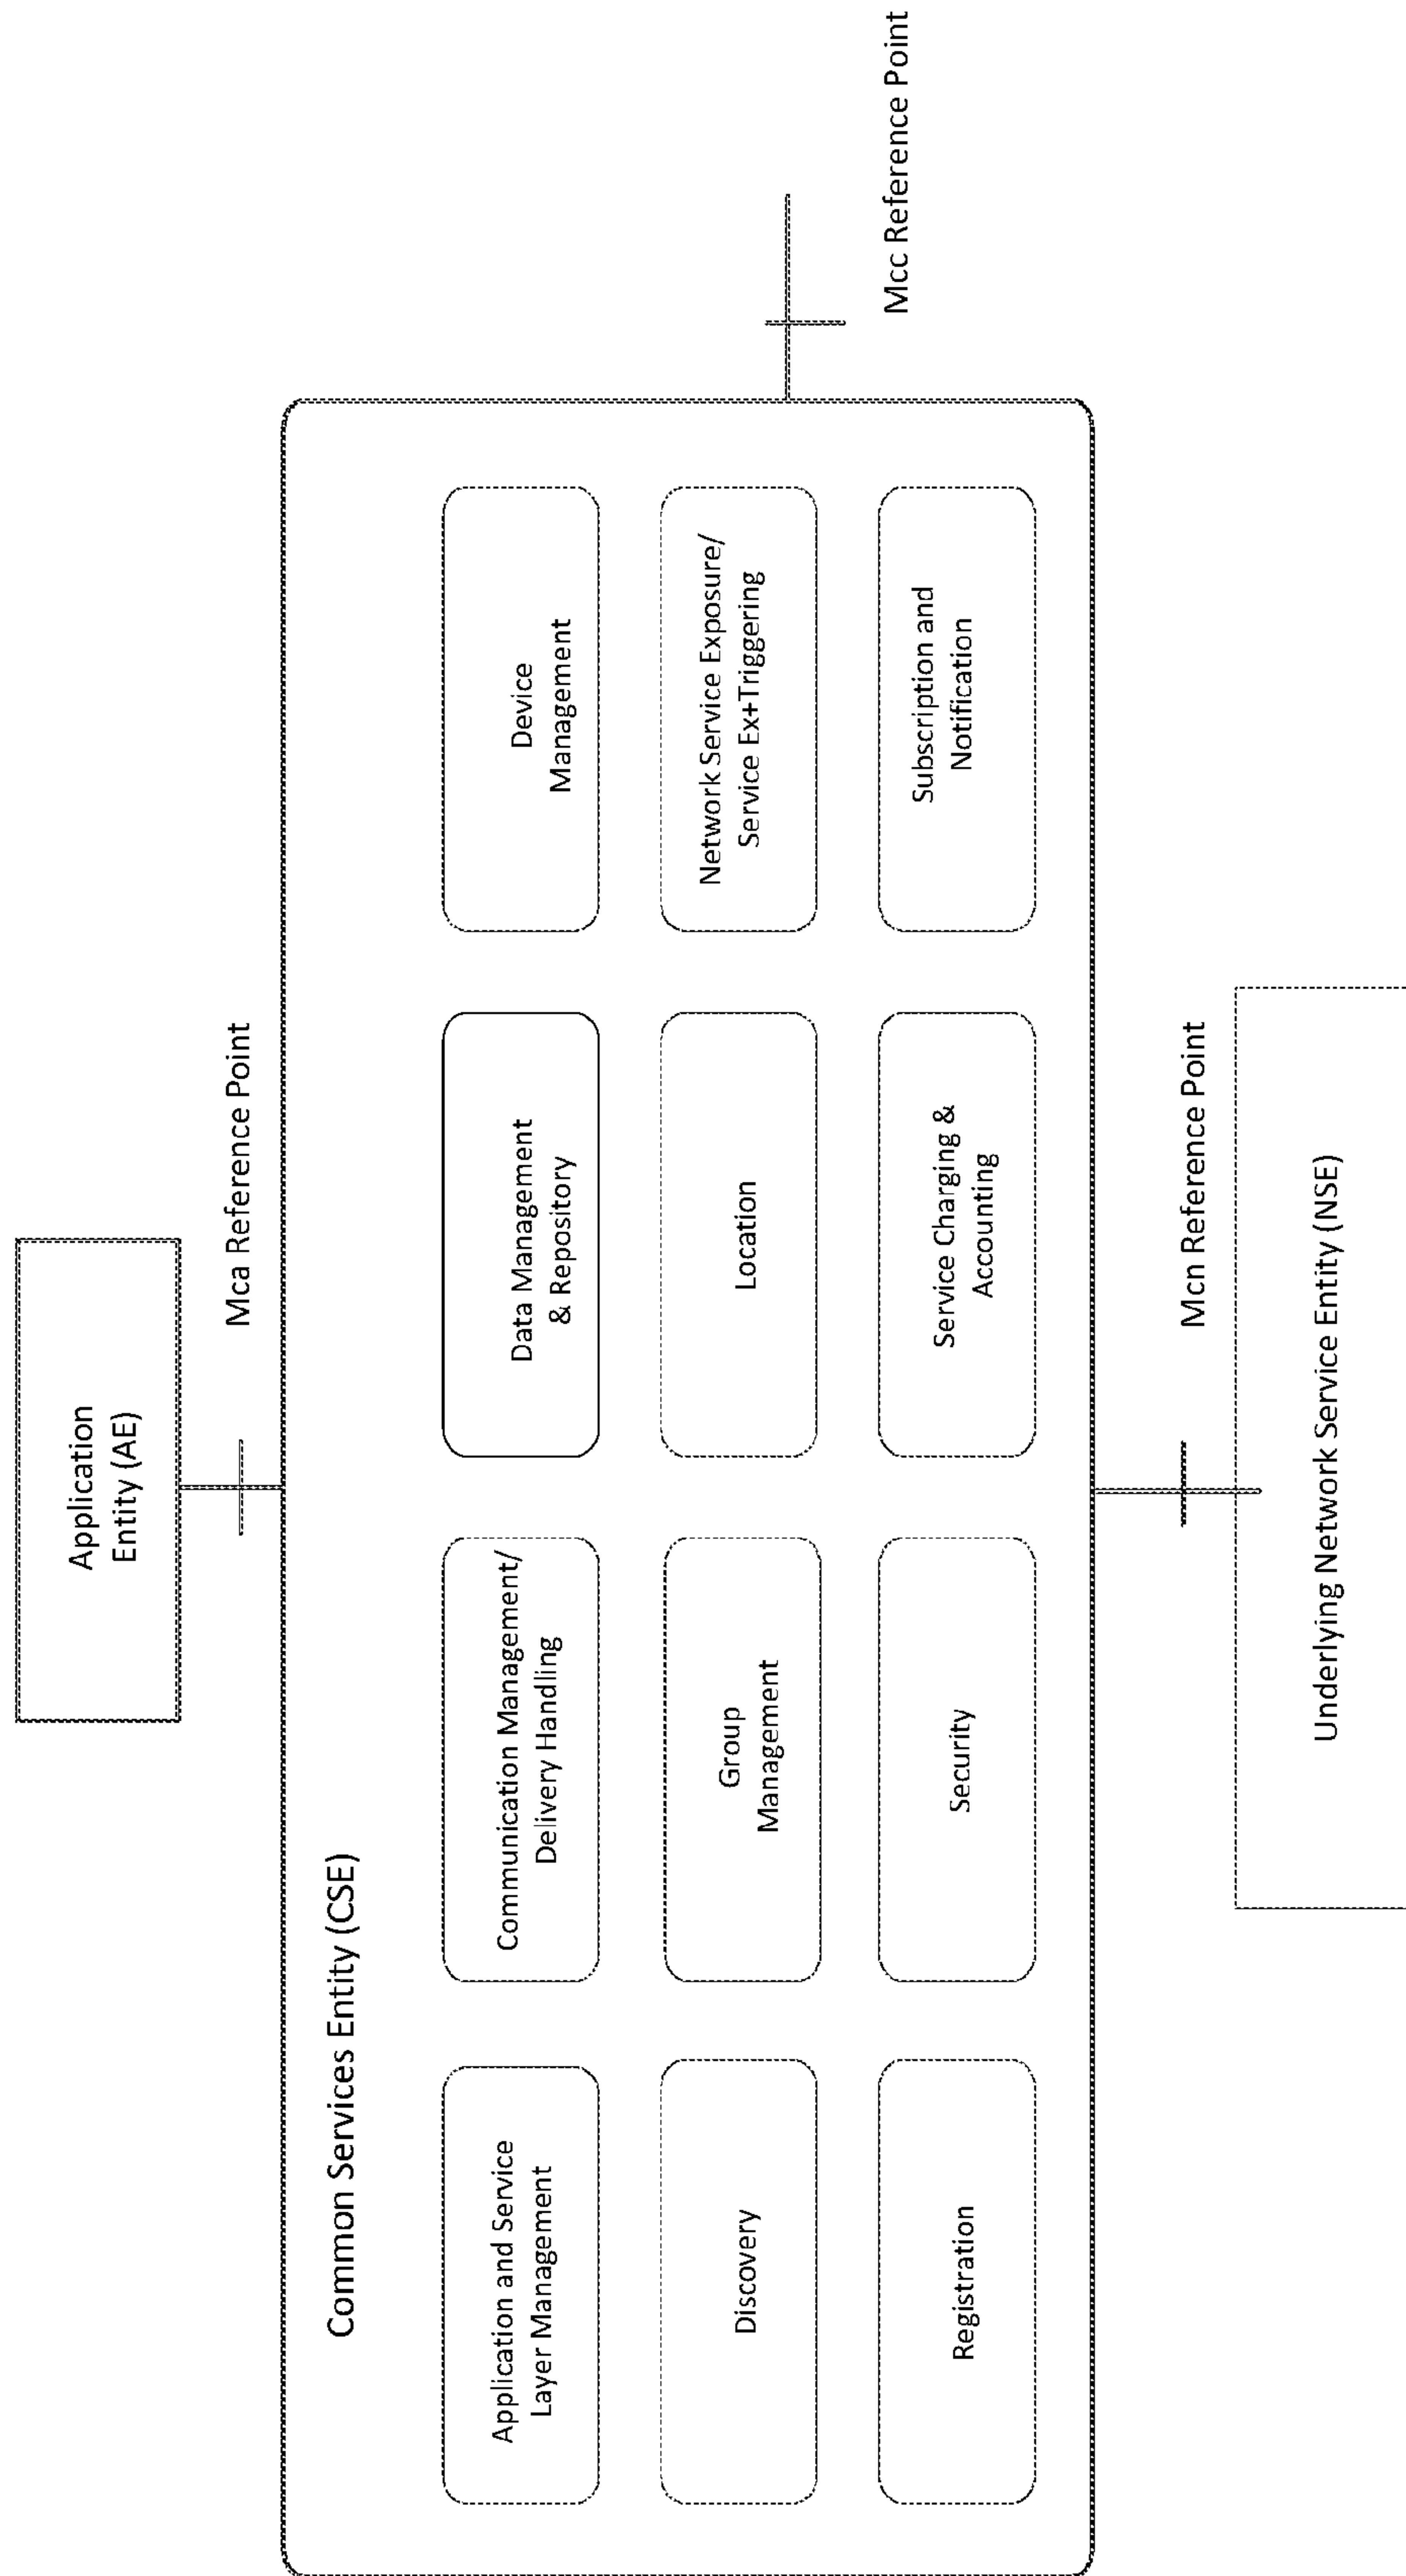 Application
Entity (AE)
Mca Reference Point
Common Services Entity (CSE)
Application and Service
Layer Management
Communication Management/
Delivery Handling
Data Management
& Repository
Device
Management
Discovery
Group
Management
Location
Network Service Exposure/
Service Ex+Triggering
Registration
Security
Service Charging &
Accounting
Subscription and
Notification
Mcc Reference Point
Mcn Reference Point
Underlying Network Service Entity (NSE)